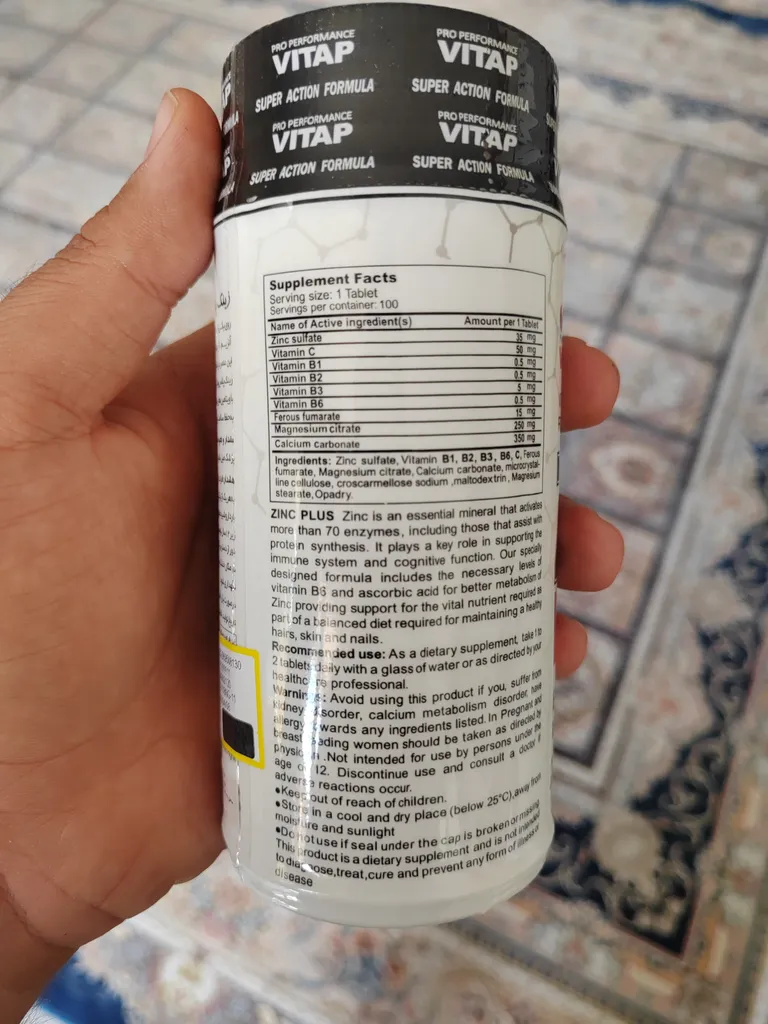 PRO PERFORMANCE
VITAP
SUPER ACTION FORMULA
PRO PERFORMANCE
VITAP
SUPER ACTION FORMULA
PRO PERFORMANCE
VITAP
SUPER ACTION FORMULA
PRO PERFORMANCE
VITAP
SUPER ACTION FORMULA
Supplement Facts
Serving size: 1 Tablet
Servings per container: 100
Name of Active ingredient(s) Amount per 1 Tablet
Zinc sulfate 35 mg
Vitamin C 50 mg
Vitamin B1 0.5 mg
Vitamin B2 0.5 mg
Vitamin B3 5 mg
Vitamin B6 0.5 mg
Ferous fumarate 15 mg
Magnesium citrate 250 mg
Calcium carbonate 350 mg
Ingredients: Zinc sulfate, Vitamin B1, B2, B3, B6, C, Ferous
fumarate, Magnesium citrate, Calcium carbonate, microcrystal-
line cellulose, croscarmellose sodium ,maltodextrin, Magnesium
stearate, Opadry.
ZINC PLUS Zinc is an essential mineral that activates
more than 70 enzymes, including those that assist with
protein synthesis. It plays a key role in supporting the
immune system and cognitive function. Our specially
designed formula includes the necessary levels of
vitamin B6 and ascorbic acid for better metabolism of
Zinc providing support for the vital nutrient required as
part of a balanced diet required for maintaining a healthy
hairs, skin and nails.
Recommended use: As a dietary supplement, take 1 to
2 tablets daily with a glass of water or as directed by your
healthcare professional.
Warnings: Avoid using this product if you, suffer from
kidney disorder, calcium metabolism disorder, have
allergy towards any ingredients listed. In Pregnant and
breast feeding women should be taken as directed by
physician .Not intended for use by persons under the
age of 12. Discontinue use and consult a doctor if
adverse reactions occur.
•Keep out of reach of children.
•Store in a cool and dry place (below 25°C),away from
moisture and sunlight
•Do not use if seal under the cap is broken or missing
This product is a dietary supplement and is not intended
to diagnose,treat,cure and prevent any form of illness or
disease